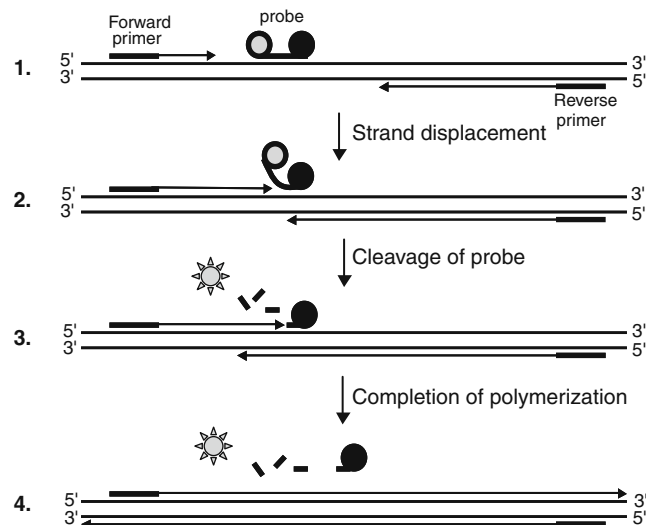 Forward
primer
probe
5' 3'
1.
3' 5'
Reverse
primer
Strand displacement
5' 3'
2.
3' 5'
Cleavage of probe
5' 3'
3.
3' 5'
Completion of polymerization
5' 3'
4.
3' 5'